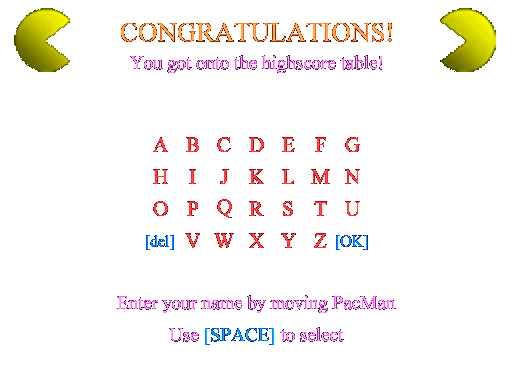 CONGRATULATIONS!
You got onto the highscore table!
A B C D E F G
H I J K L M N
O P Q R S T U
[del] V W X Y Z [OK]
Enter your name by moving PacMan
Use [SPACE] to select